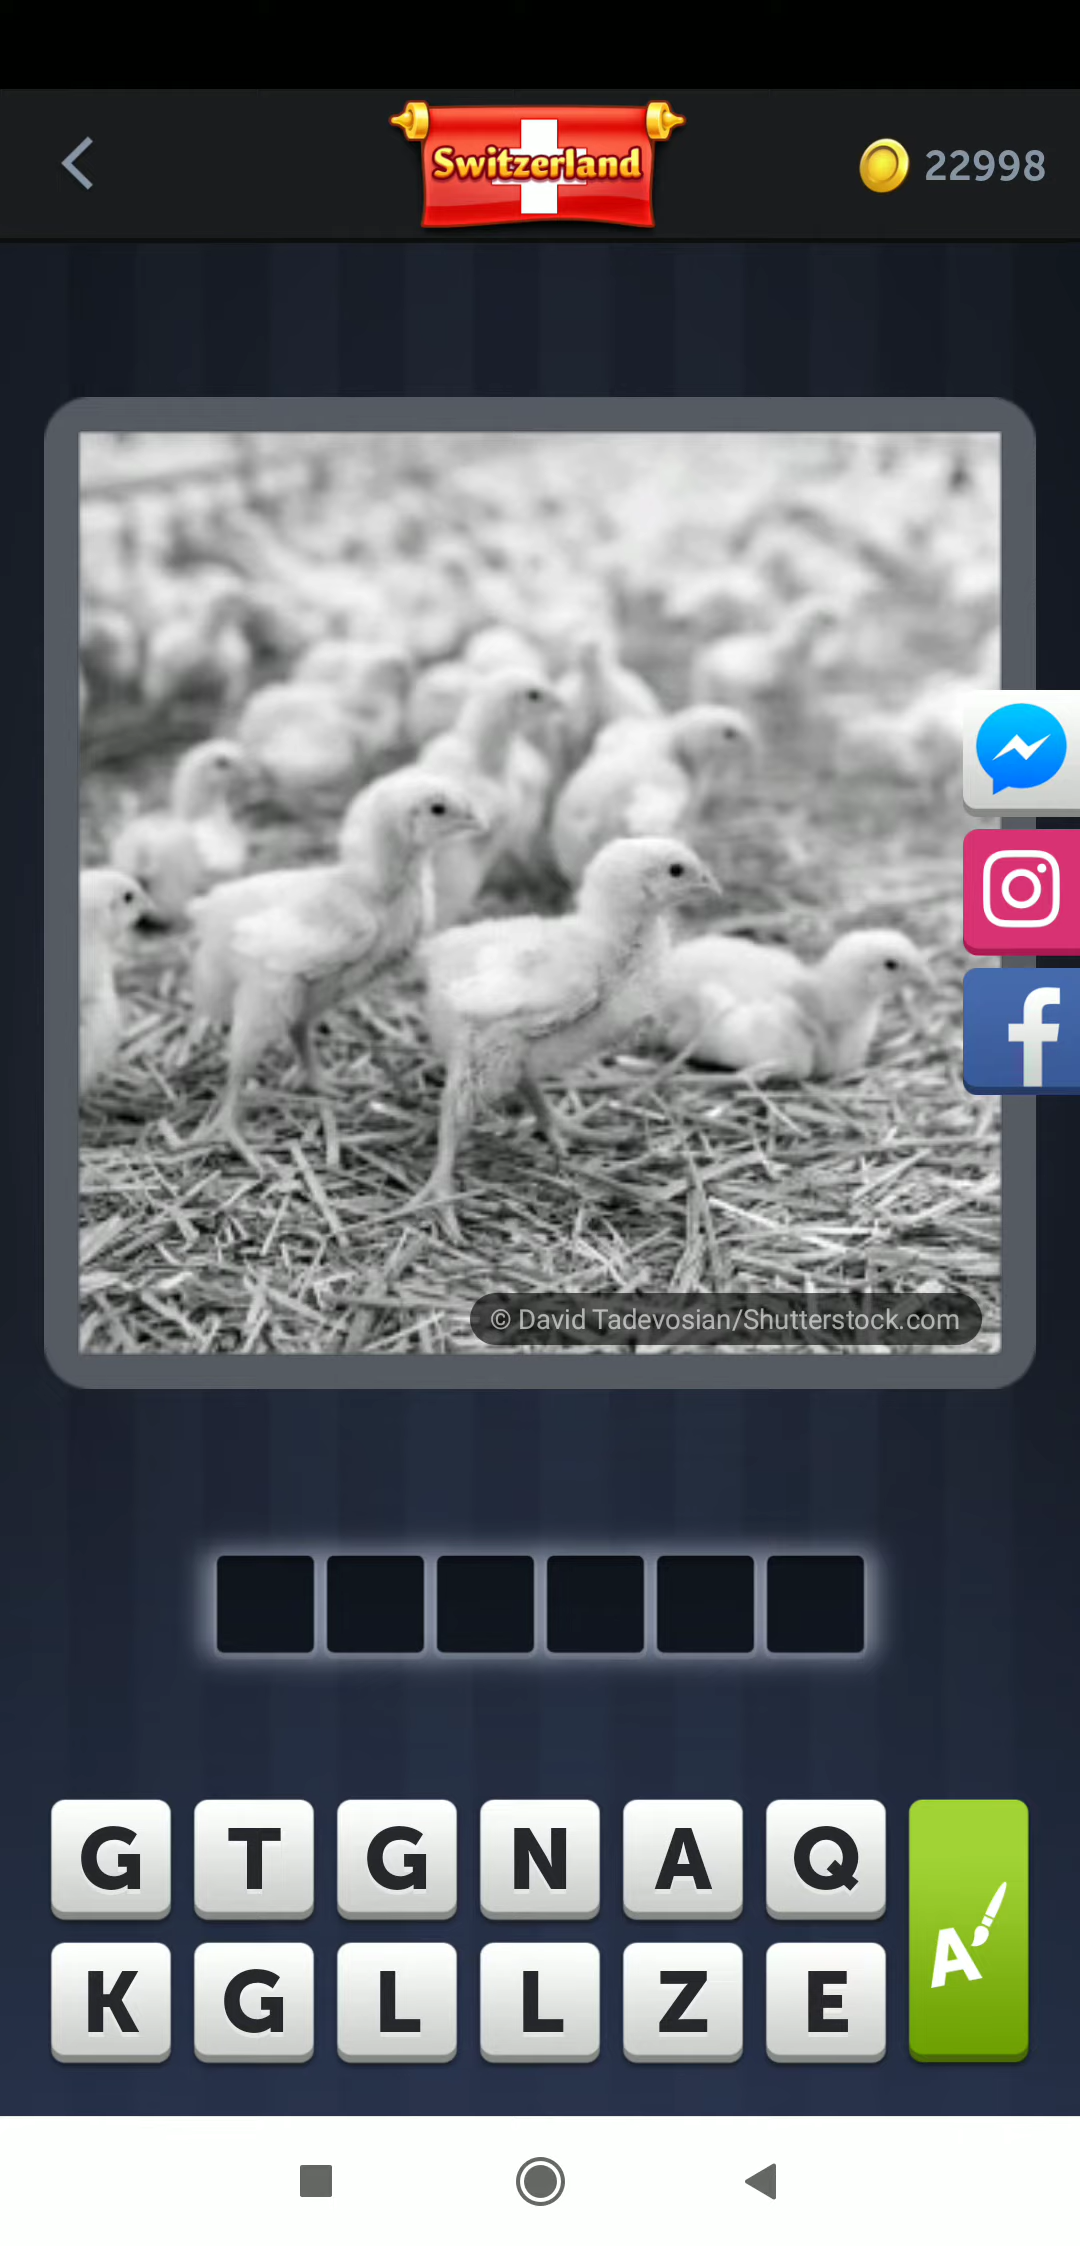 Switzerland
22998
© David Tadevosian/Shutterstock.com
G T G N A Q
K G L L Z E
A